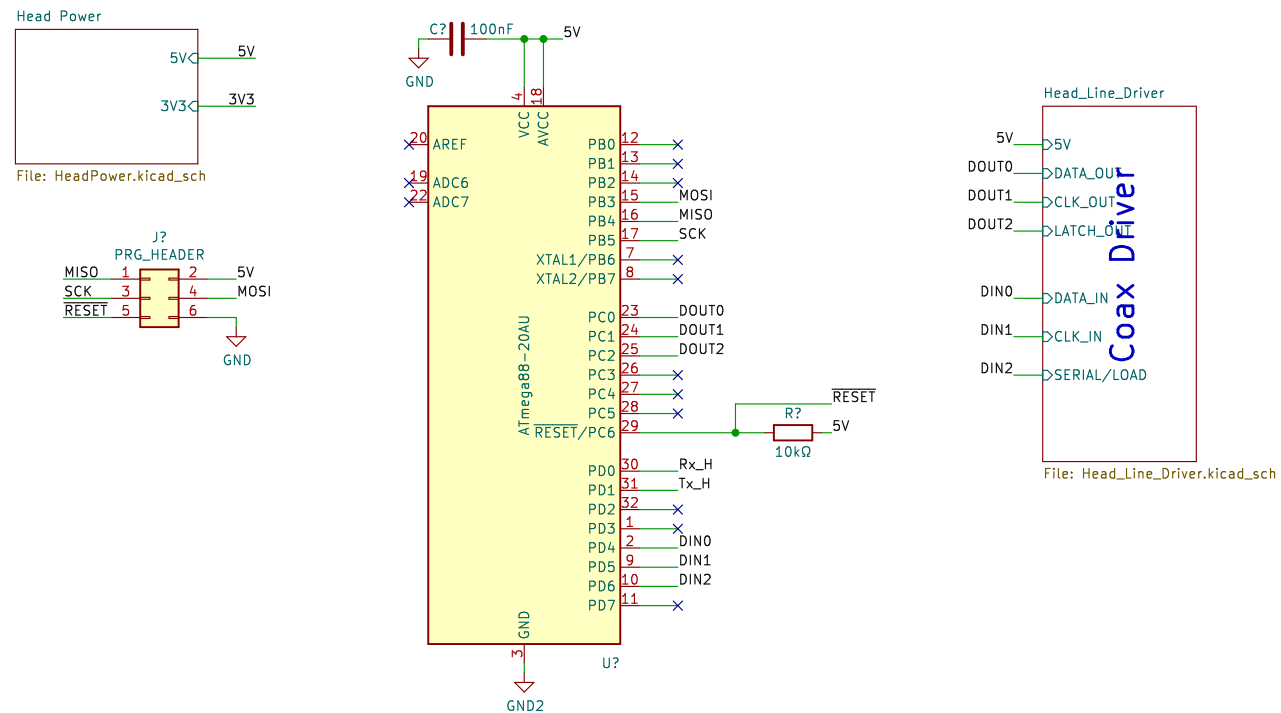 Head Power
5V
5V
3V3
3V3
File: HeadPower.kicad_sch
J?
PRG_HEADER
MISO 1 2 5V
SCK 3 4 MOSI
RESET 5 6
GND
C? 100nF 5V
GND
4 18
VCC AVCC
20 AREF
19 ADC6
22 ADC7
ATmega88-20AU
PB0 12
PB1 13
PB2 14
PB3 15 MOSI
PB4 16 MISO
PB5 17 SCK
XTAL1/PB6 7
XTAL2/PB7 8
PC0 23 DOUT0
PC1 24 DOUT1
PC2 25 DOUT2
PC3 26
PC4 27
PC5 28
RESET/PC6 29
RESET
R?
5V
10kΩ
PD0 30 Rx_H
PD1 31 Tx_H
PD2 32
PD3 1
PD4 2 DIN0
PD5 9 DIN1
PD6 10 DIN2
PD7 11
GND
3
U?
GND2
Head_Line_Driver
5V 5V
DOUT0 DATA_OUT
DOUT1 CLK_OUT
DOUT2 LATCH_OUT
DIN0 DATA_IN
DIN1 CLK_IN
DIN2 SERIAL/LOAD
Coax Driver
File: Head_Line_Driver.kicad_sch